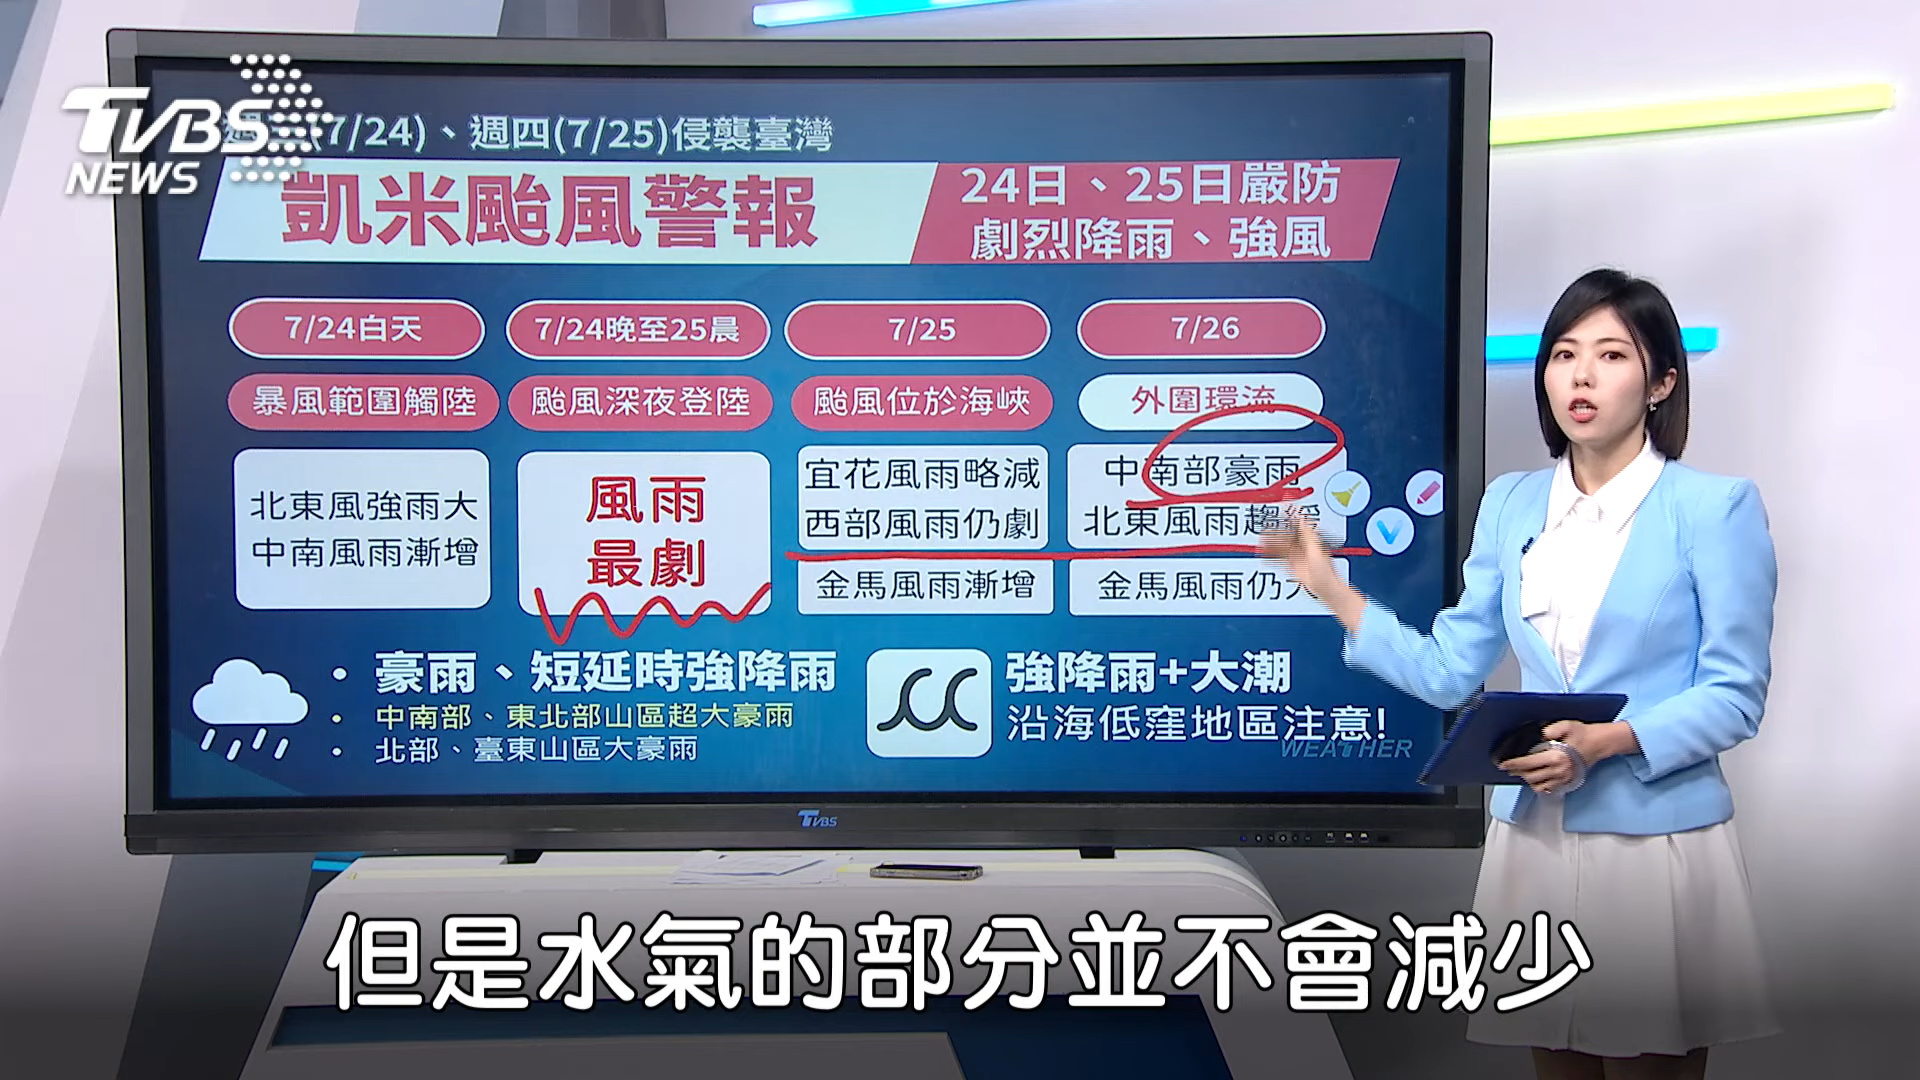 TVBS
NEWS
(7/24)、週四(7/25)侵襲臺灣
凱米颱風警報
24日、25日嚴防
劇烈降雨、強風
7/24白天
7/24晚至25晨
7/25
7/26
暴風範圍觸陸
颱風深夜登陸
颱風位於海峽
外圍環流
北東風強雨大
中南風雨漸增
風雨
最劇
宜花風雨略減
西部風雨仍劇
金馬風雨漸增
中南部豪雨
北東風雨趨緩
金馬風雨仍大
• 豪雨、短延時強降雨
• 中南部、東北部山區超大豪雨
• 北部、臺東山區大豪雨
強降雨+大潮
沿海低窪地區注意!
WEATHER
TVBS
但是水氣的部分並不會減少